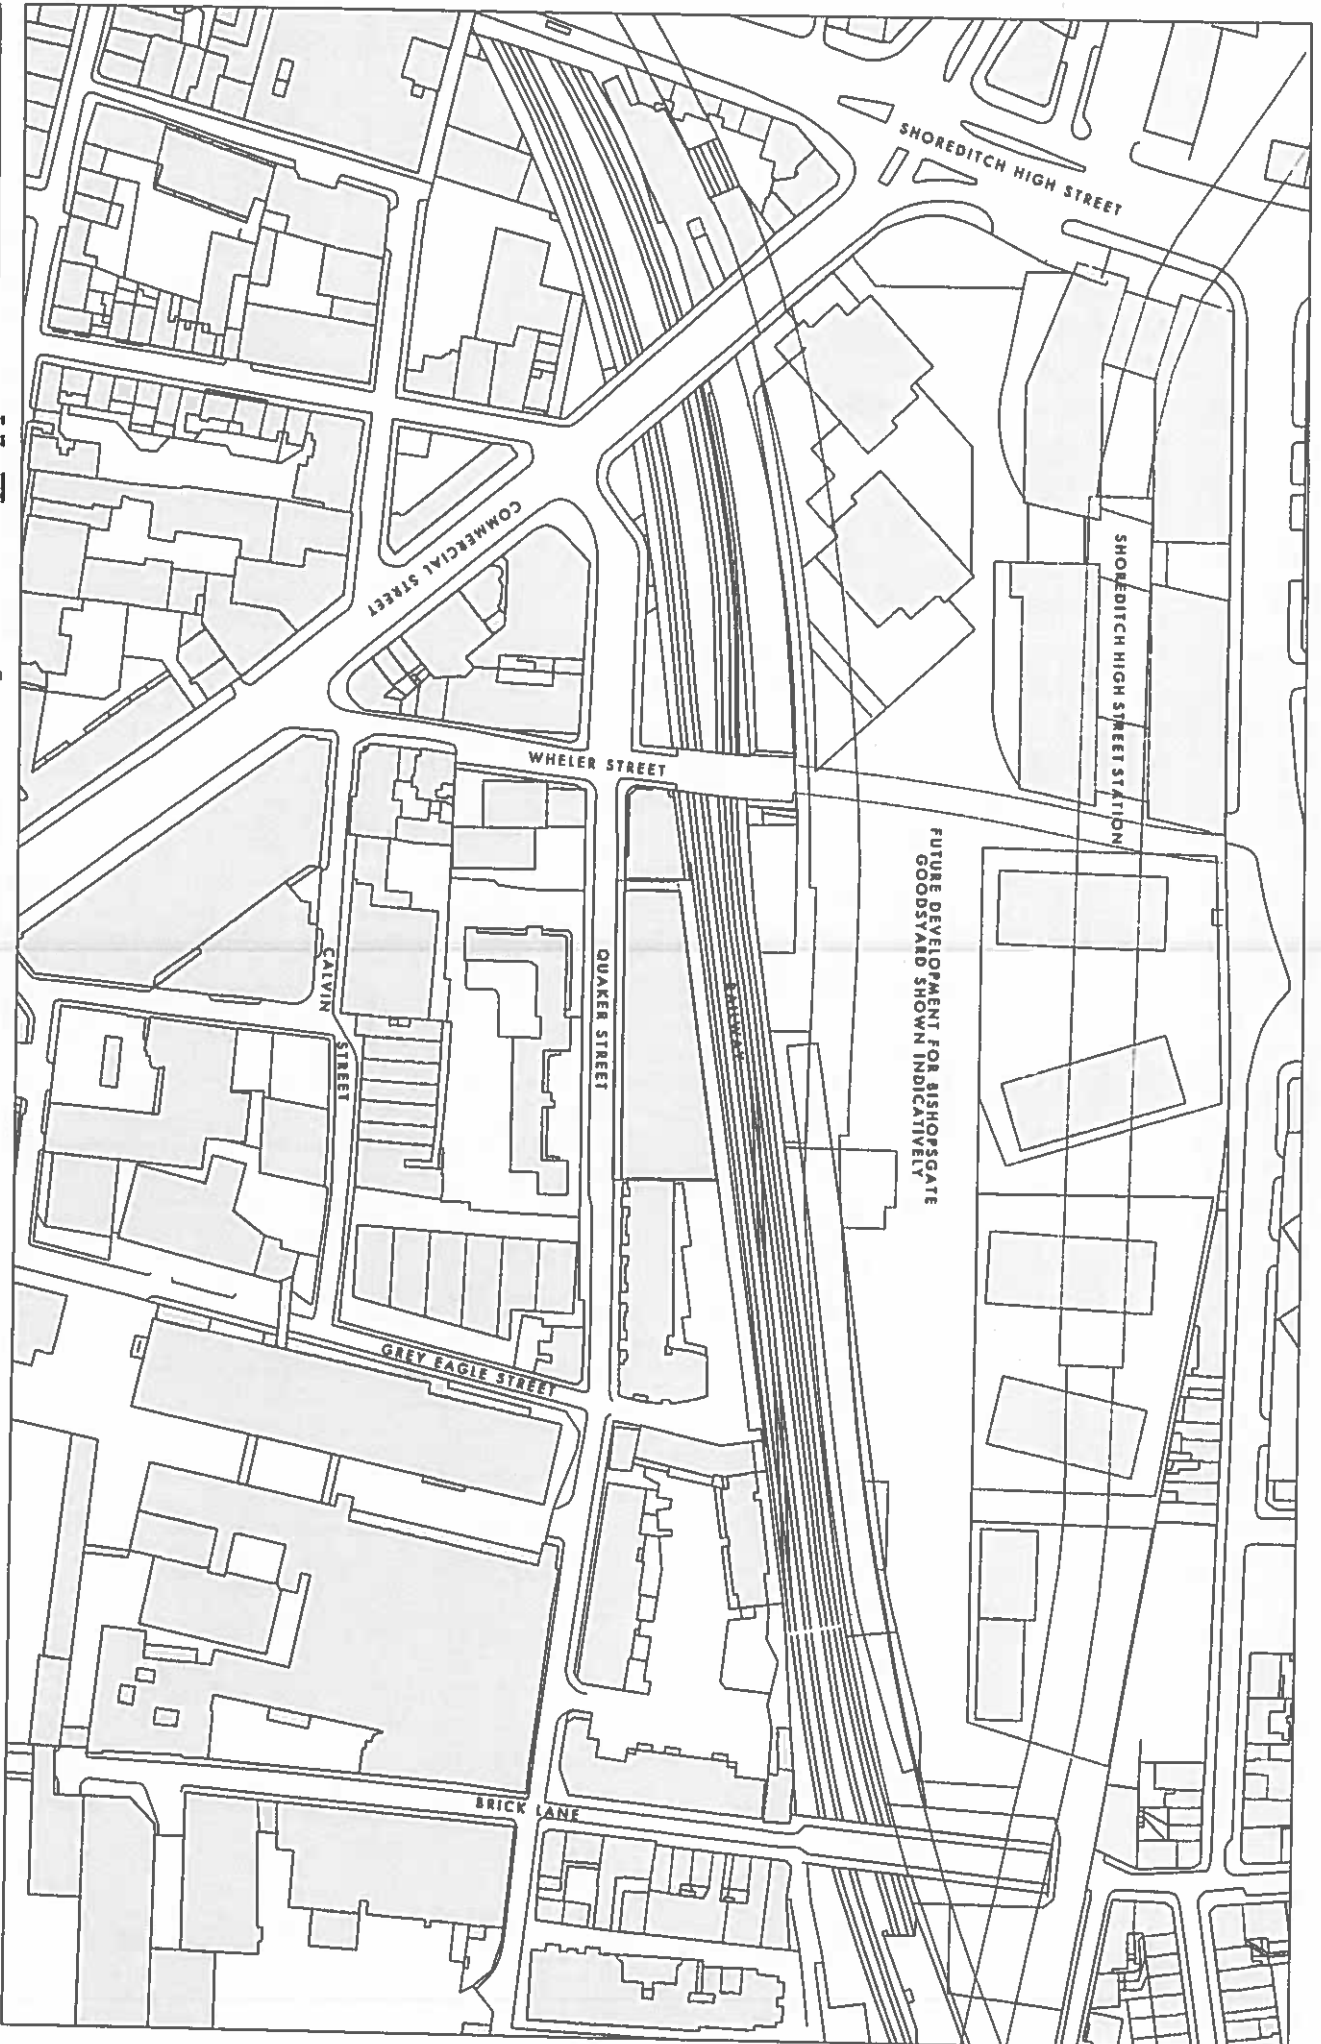 SHOREDITCH HIGH STREET
SHOREDITCH HIGH STREET STATION
COMMERCIAL STREET
WHELER STREET
FUTURE DEVELOPMENT FOR BISHOPSGATE
GOODSYARD SHOWN INDICATIVELY
RAILWAY
QUAKER STREET
CALVIN
STREET
GREY EAGLE STREET
BRICK LANE